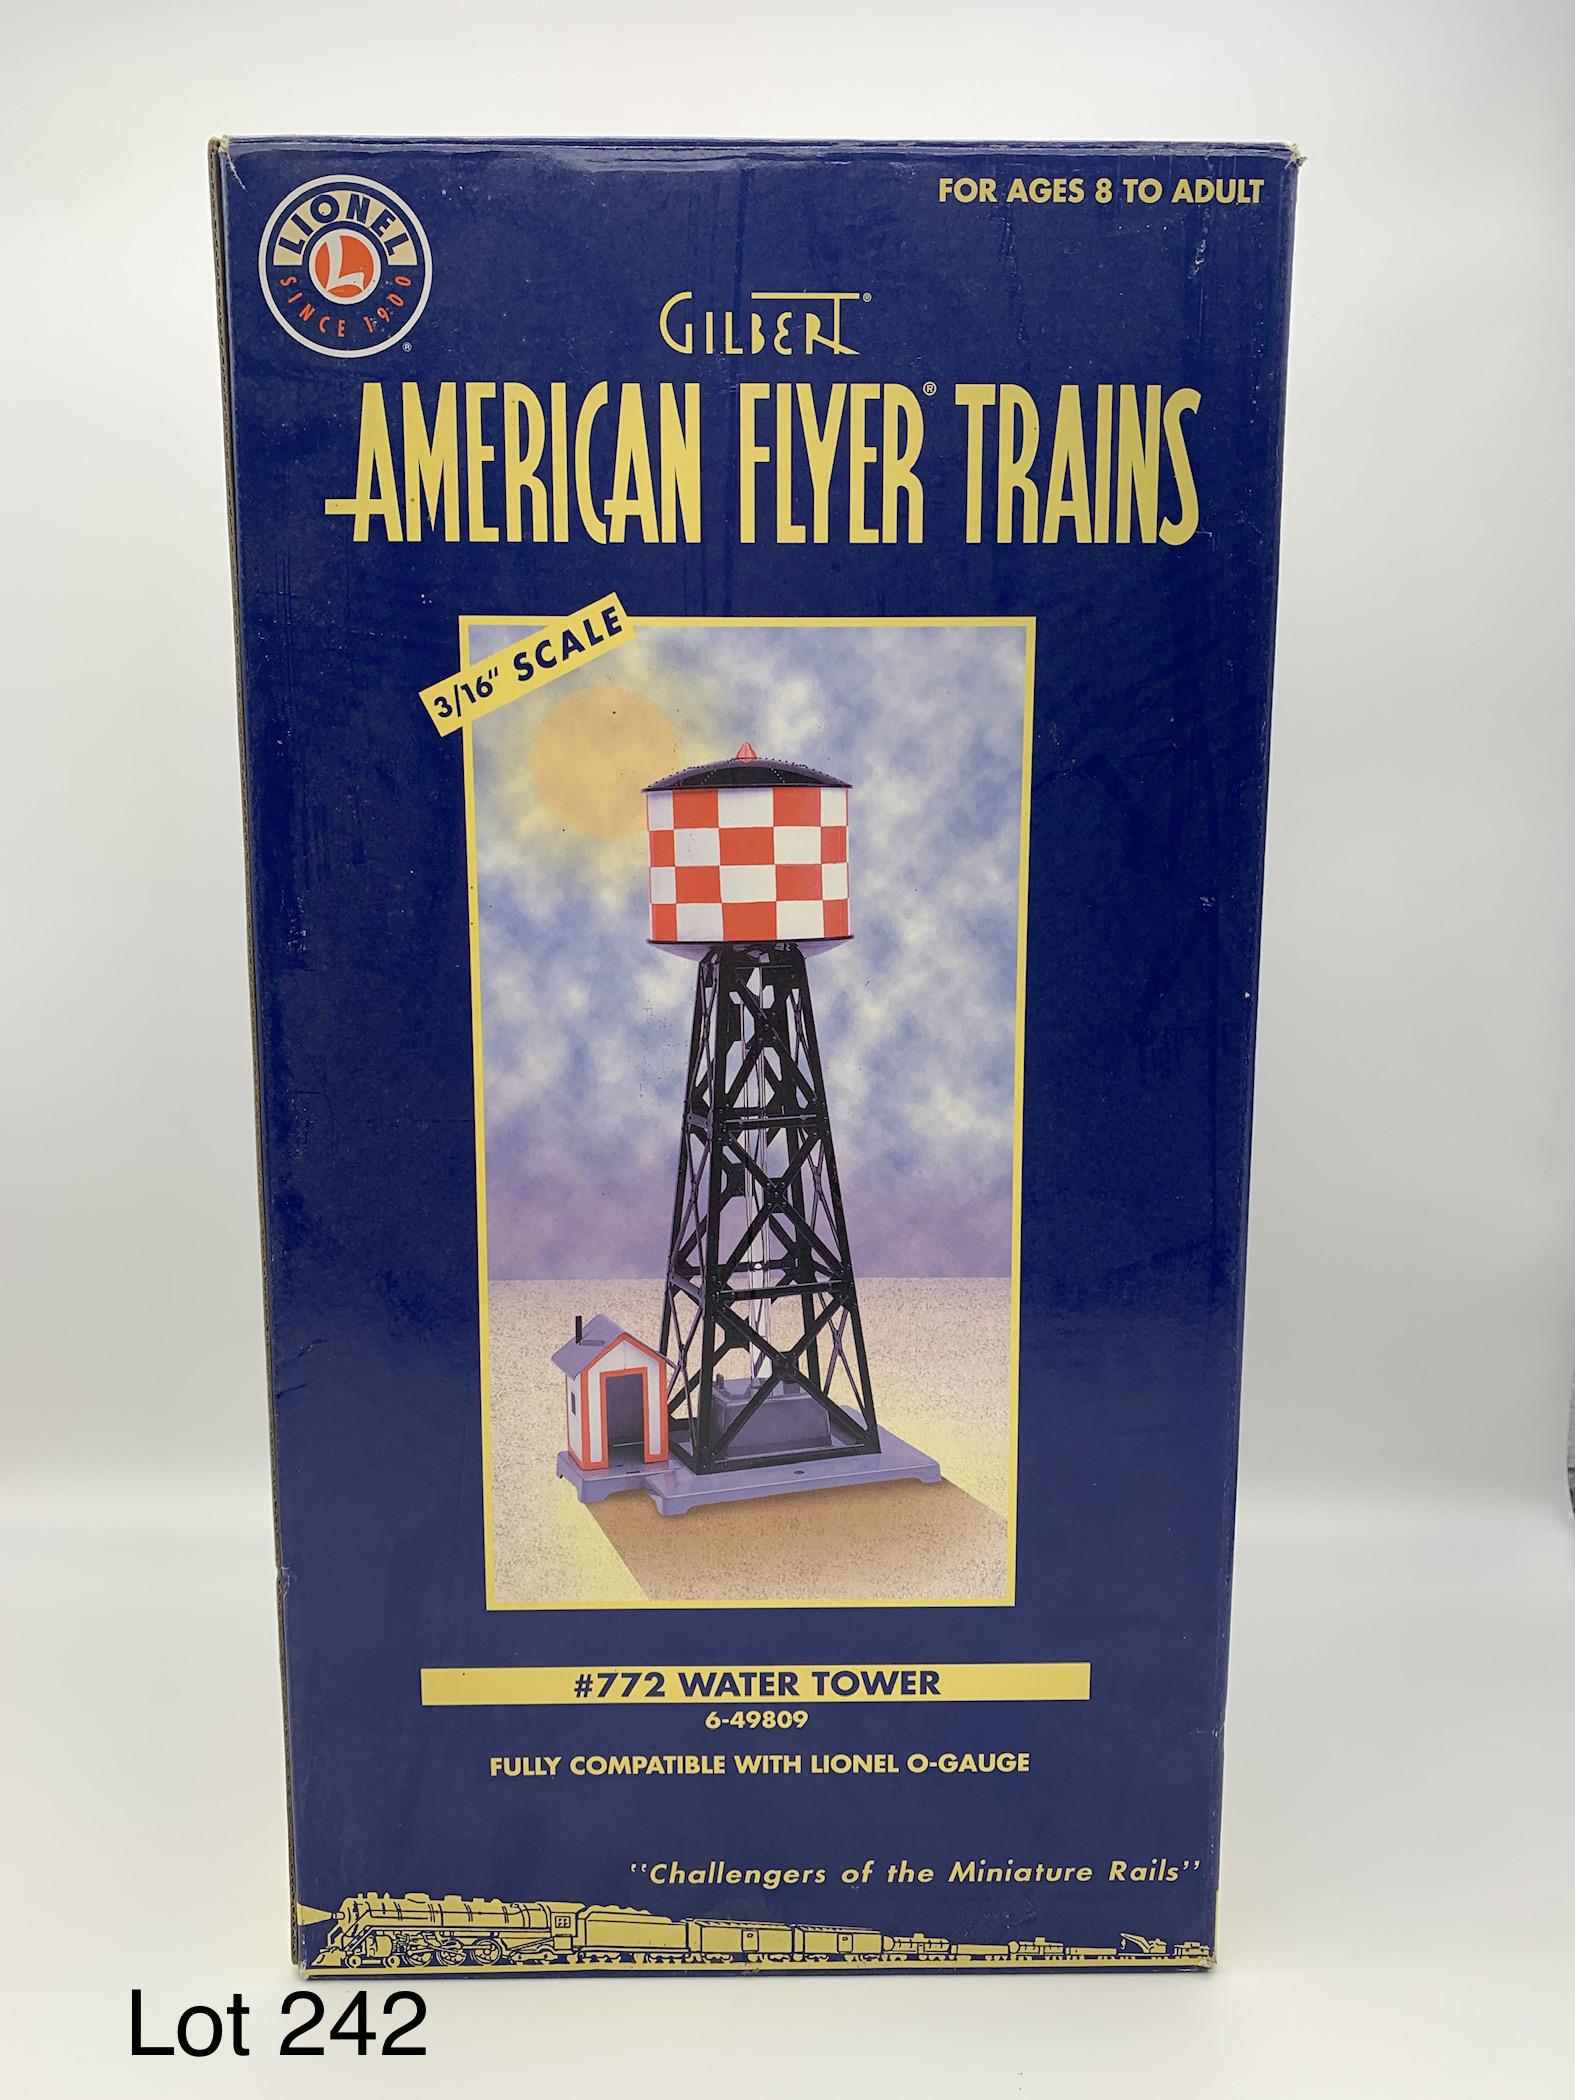 LIONEL
L
SINCE 1900
®
FOR AGES 8 TO ADULT
GILBERT®
AMERICAN FLYER® TRAINS
3/16" SCALE
#772 WATER TOWER
6-49809
FULLY COMPATIBLE WITH LIONEL O-GAUGE
"Challengers of the Miniature Rails"
Lot 242